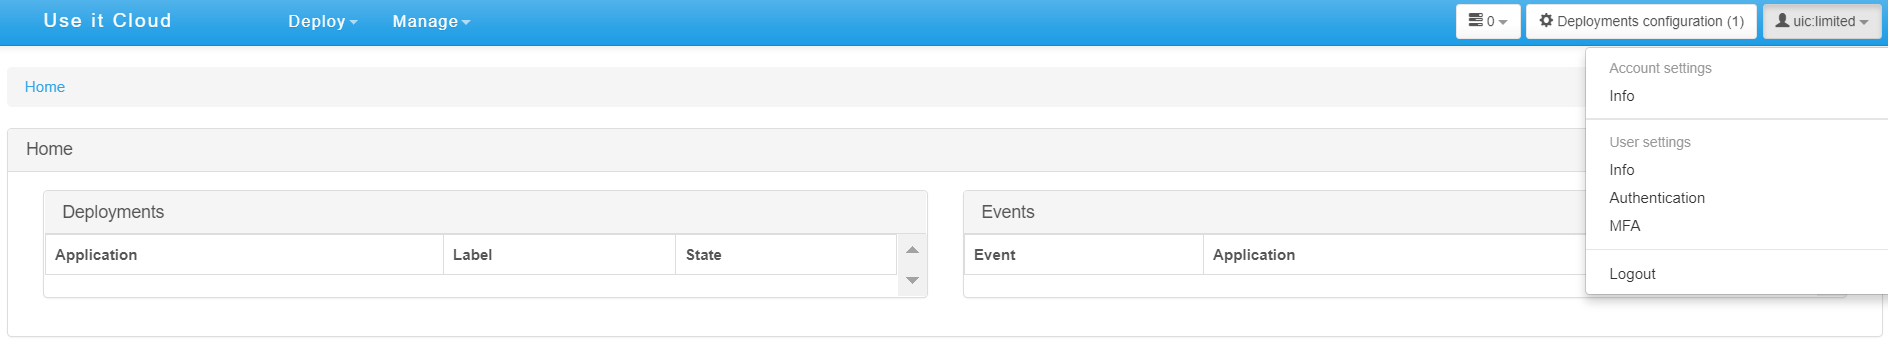 Use it Cloud Deploy Manage 0 Deployments configuration (1) uic:limited
Account settings
Home
Info
User settings
Home
Info
Authentication
Deployments Events
MFA
Application Label State Event Application
Logout